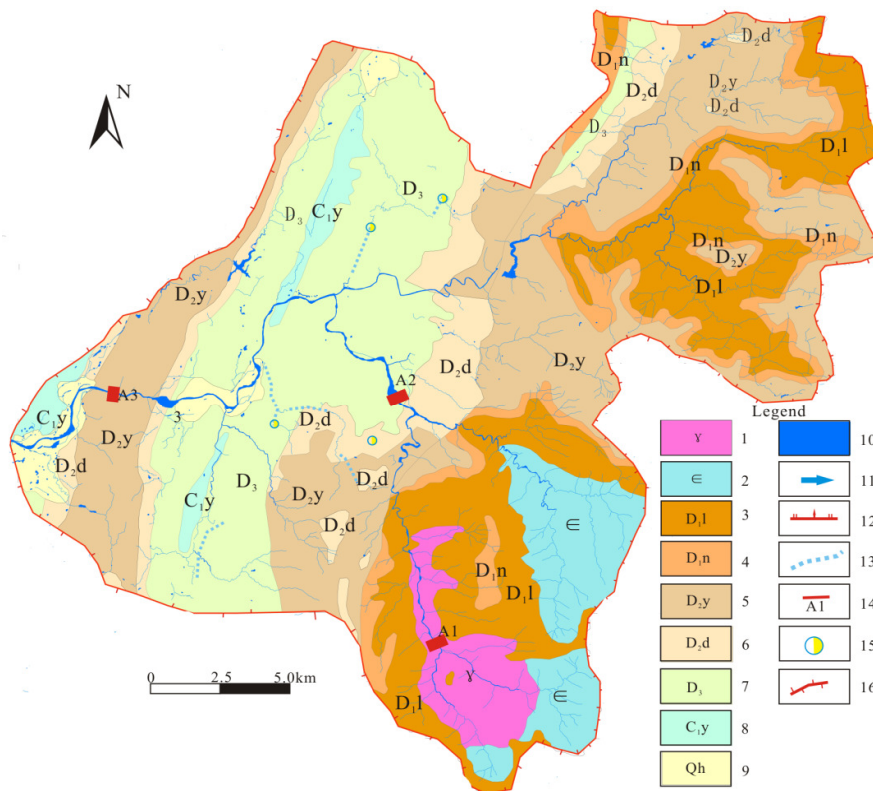 N
D₂d
D₁n
D₂d
D₂y
D₂d
D₃
D₁l
D₁n
D₃
D₃
C₁y
D₁n
D₁n
D₂y
D₁l
D₂y
D₂d
D₂y
A2
A3
3
C₁y
D₂y
D₂d
D₂d
D₃
D₂y
D₂d
C₁y
D₂d
∈
D₁n
D₁l
A1
γ
D₁l
∈
0 2.5 5.0km
Legend
γ 1 10
∈ 2 11
D₁l 3 12
D₁n 4 13
D₂y 5 A1 14
D₂d 6 15
D₃ 7 16
C₁y 8
Qh 9